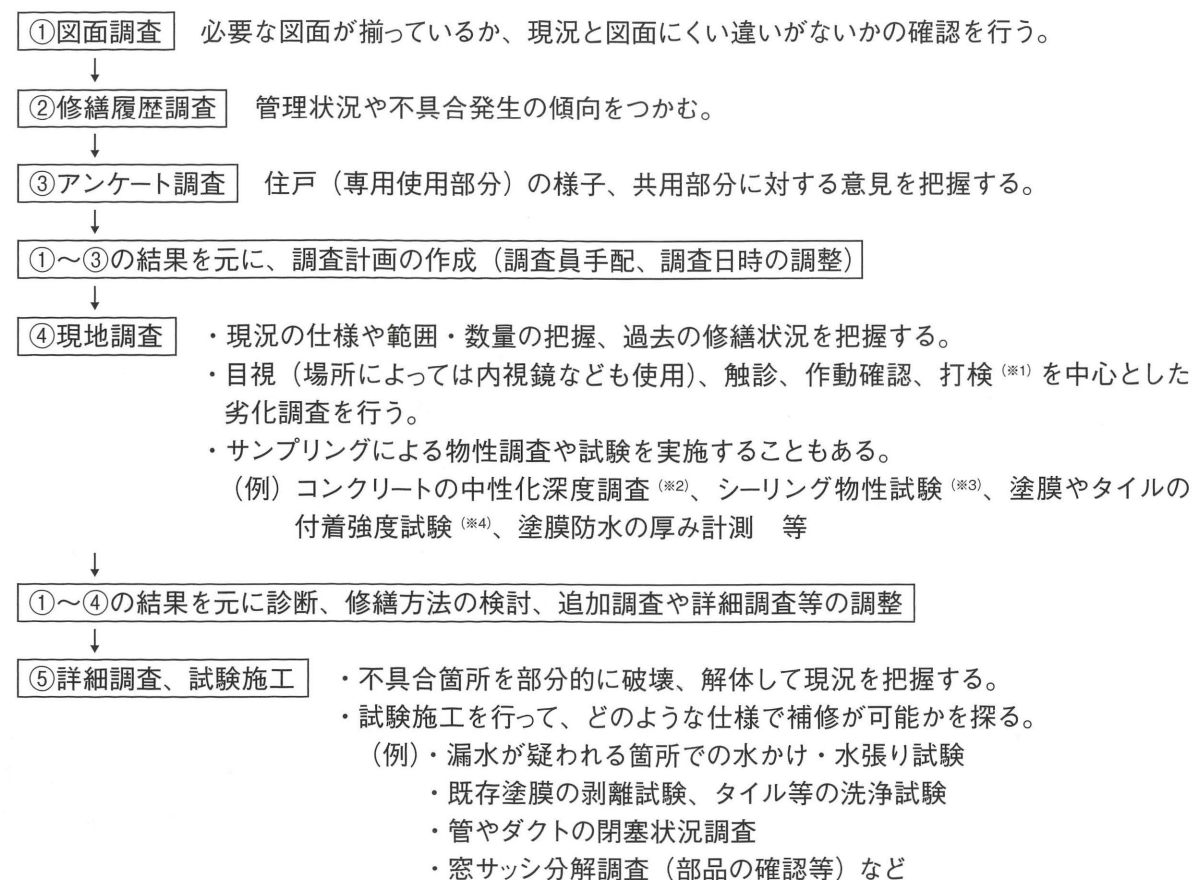 ①図面調査 必要な図面が揃っているか、現況と図面にくい違いがないかの確認を行う。
↓
②修繕履歴調査 管理状況や不具合発生の傾向をつかむ。
↓
③アンケート調査 住戸（専用使用部分）の様子、共用部分に対する意見を把握する。
↓
①〜③の結果を元に、調査計画の作成（調査員手配、調査日時の調整）
↓
④現地調査 ・現況の仕様や範囲・数量の把握、過去の修繕状況を把握する。
・目視（場所によっては内視鏡なども使用）、触診、作動確認、打検（※1）を中心とした
劣化調査を行う。
・サンプリングによる物性調査や試験を実施することもある。
（例）コンクリートの中性化深度調査（※2）、シーリング物性試験（※3）、塗膜やタイルの
付着強度試験（※4）、塗膜防水の厚み計測 等
↓
①〜④の結果を元に診断、修繕方法の検討、追加調査や詳細調査等の調整
↓
⑤詳細調査、試験施工 ・不具合箇所を部分的に破壊、解体して現況を把握する。
・試験施工を行って、どのような仕様で補修が可能かを探る。
（例）・漏水が疑われる箇所での水かけ・水張り試験
・既存塗膜の剥離試験、タイル等の洗浄試験
・管やダクトの閉塞状況調査
・窓サッシ分解調査（部品の確認等）など